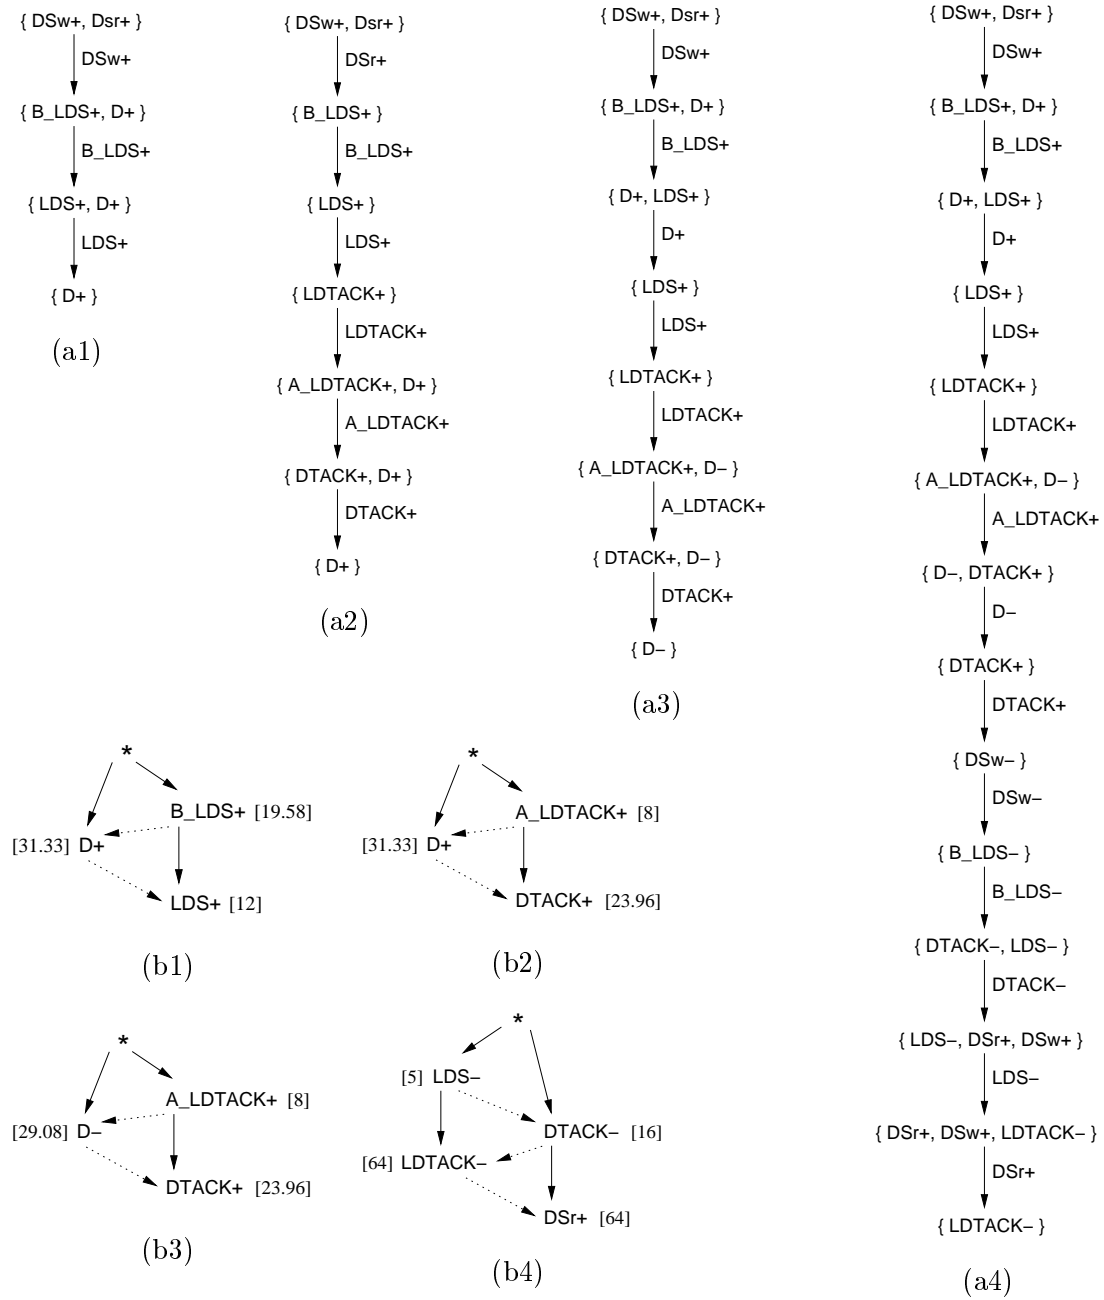 { DSw+, Dsr+ }
DSw+
{ B_LDS+, D+ }
B_LDS+
{ LDS+, D+ }
LDS+
{ D+ }
(a1)
{ DSw+, Dsr+ }
DSr+
{ B_LDS+ }
B_LDS+
{ LDS+ }
LDS+
{ LDTACK+ }
LDTACK+
{ A_LDTACK+, D+ }
A_LDTACK+
{ DTACK+, D+ }
DTACK+
{ D+ }
(a2)
{ DSw+, Dsr+ }
DSw+
{ B_LDS+, D+ }
B_LDS+
{ D+, LDS+ }
D+
{ LDS+ }
LDS+
{ LDTACK+ }
LDTACK+
{ A_LDTACK+, D− }
A_LDTACK+
{ DTACK+, D− }
DTACK+
{ D− }
(a3)
{ DSw+, Dsr+ }
DSw+
{ B_LDS+, D+ }
B_LDS+
{ D+, LDS+ }
D+
{ LDS+ }
LDS+
{ LDTACK+ }
LDTACK+
{ A_LDTACK+, D− }
A_LDTACK+
{ D−, DTACK+ }
D−
{ DTACK+ }
DTACK+
{ DSw− }
DSw−
{ B_LDS− }
B_LDS−
{ DTACK−, LDS− }
DTACK−
{ LDS−, DSr+, DSw+ }
LDS−
{ DSr+, DSw+, LDTACK− }
DSr+
{ LDTACK− }
(a4)
*
B_LDS+ [19.58]
[31.33] D+
LDS+ [12]
(b1)
*
A_LDTACK+ [8]
[31.33] D+
DTACK+ [23.96]
(b2)
*
A_LDTACK+ [8]
[29.08] D−
DTACK+ [23.96]
(b3)
*
[5] LDS−
DTACK− [16]
[64] LDTACK−
DSr+ [64]
(b4)